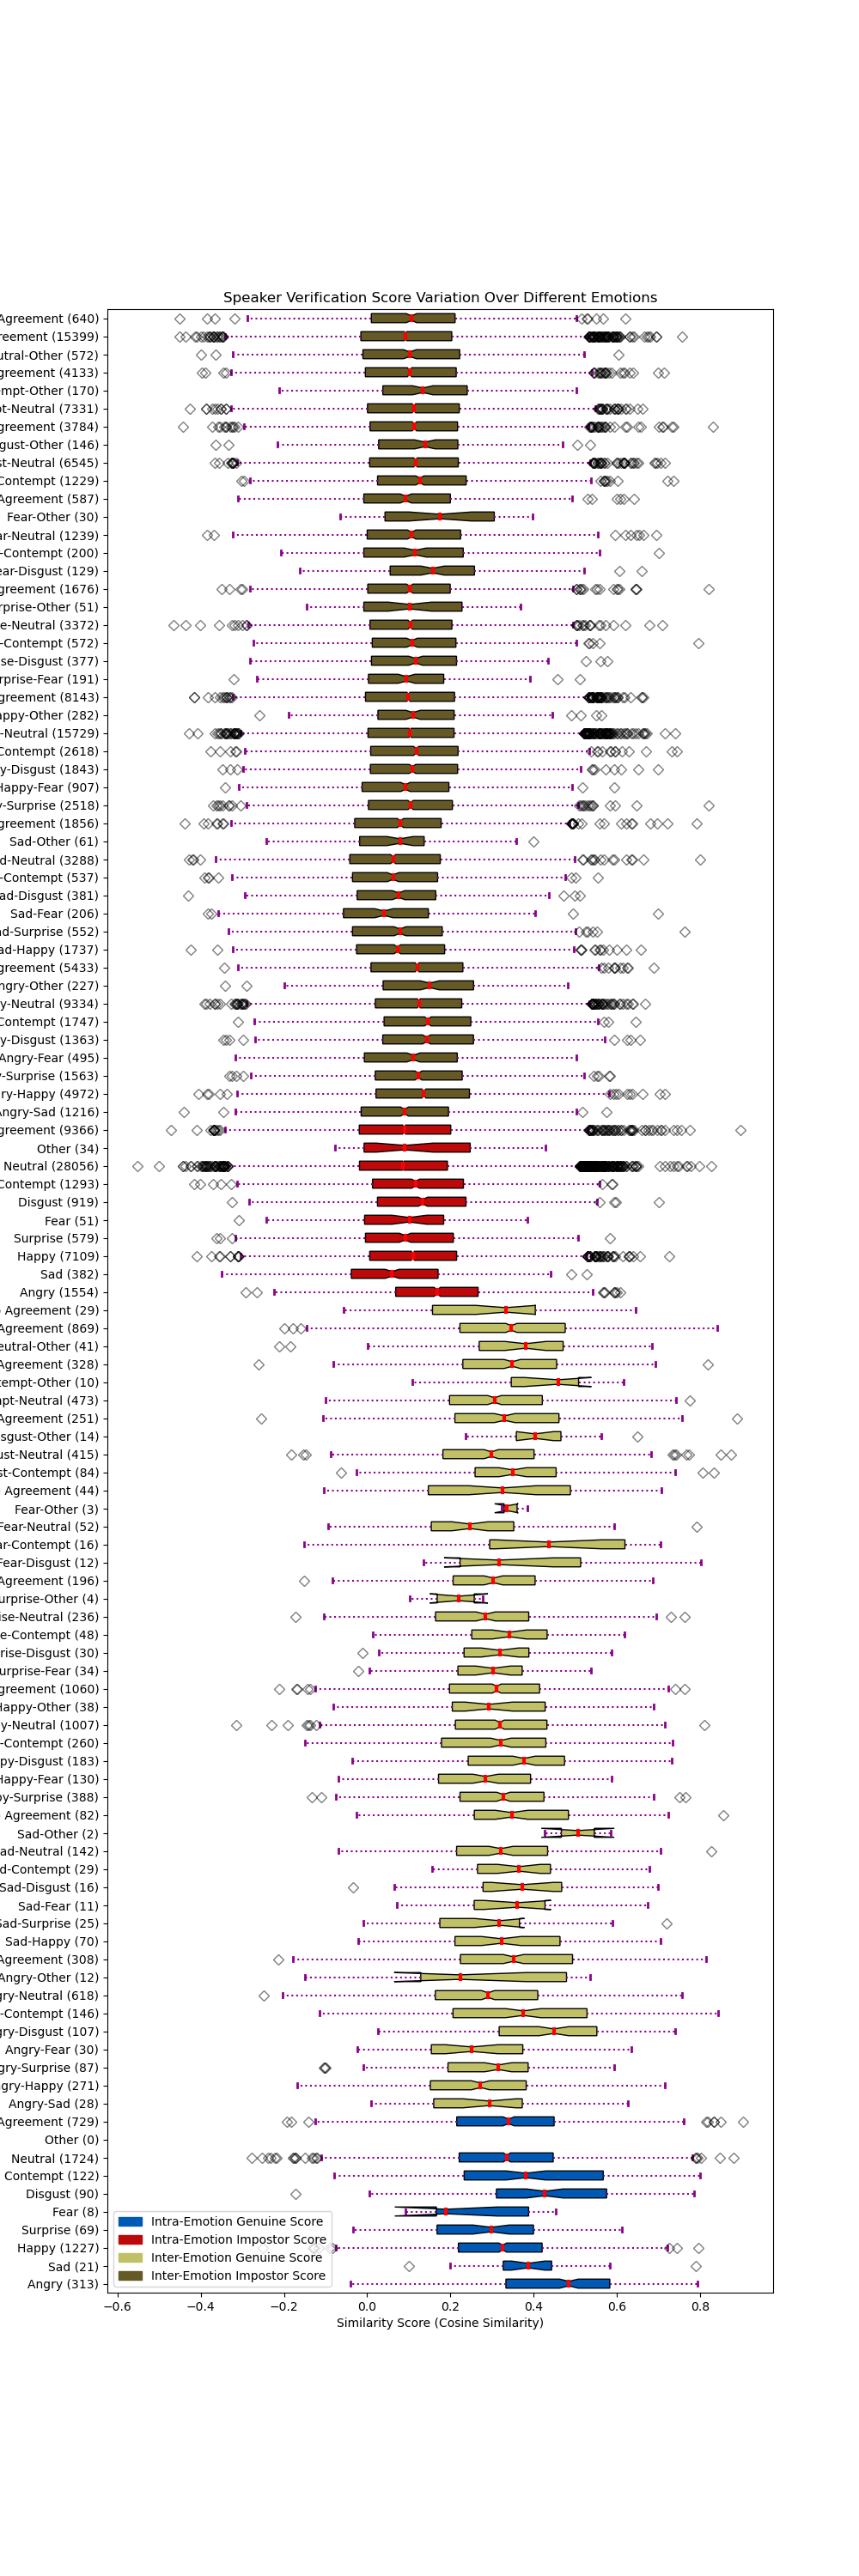 Speaker Verification Score Variation Over Different Emotions
Agreement (640)
reement (15399)
utral-Other (572)
greement (4133)
empt-Other (170)
pt-Neutral (7331)
greement (3784)
sgust-Other (146)
st-Neutral (6545)
Contempt (1229)
Agreement (587)
Fear-Other (30)
ar-Neutral (1239)
-Contempt (200)
ear-Disgust (129)
greement (1676)
urprise-Other (51)
e-Neutral (3372)
-Contempt (572)
ise-Disgust (377)
urprise-Fear (191)
greement (8143)
appy-Other (282)
-Neutral (15729)
Contempt (2618)
y-Disgust (1843)
Happy-Fear (907)
y-Surprise (2518)
greement (1856)
Sad-Other (61)
ad-Neutral (3288)
-Contempt (537)
ad-Disgust (381)
Sad-Fear (206)
ad-Surprise (552)
ad-Happy (1737)
greement (5433)
ngry-Other (227)
y-Neutral (9334)
Contempt (1747)
y-Disgust (1363)
Angry-Fear (495)
y-Surprise (1563)
gry-Happy (4972)
Angry-Sad (1216)
greement (9366)
Other (34)
Neutral (28056)
Contempt (1293)
Disgust (919)
Fear (51)
Surprise (579)
Happy (7109)
Sad (382)
Angry (1554)
Agreement (29)
Agreement (869)
eutral-Other (41)
Agreement (328)
tempt-Other (10)
mpt-Neutral (473)
Agreement (251)
isgust-Other (14)
ust-Neutral (415)
st-Contempt (84)
Agreement (44)
Fear-Other (3)
Fear-Neutral (52)
ar-Contempt (16)
Fear-Disgust (12)
Agreement (196)
urprise-Other (4)
ise-Neutral (236)
e-Contempt (48)
rise-Disgust (30)
urprise-Fear (34)
greement (1060)
Happy-Other (38)
y-Neutral (1007)
-Contempt (260)
py-Disgust (183)
Happy-Fear (130)
py-Surprise (388)
Agreement (82)
Sad-Other (2)
ad-Neutral (142)
d-Contempt (29)
Sad-Disgust (16)
Sad-Fear (11)
Sad-Surprise (25)
Sad-Happy (70)
Agreement (308)
Angry-Other (12)
gry-Neutral (618)
-Contempt (146)
gry-Disgust (107)
Angry-Fear (30)
gry-Surprise (87)
ngry-Happy (271)
Angry-Sad (28)
Agreement (729)
Other (0)
Neutral (1724)
Contempt (122)
Disgust (90)
Fear (8)
Surprise (69)
Happy (1227)
Sad (21)
Angry (313)
Intra-Emotion Genuine Score
Intra-Emotion Impostor Score
Inter-Emotion Genuine Score
Inter-Emotion Impostor Score
−0.6 −0.4 −0.2 0.0 0.2 0.4 0.6 0.8
Similarity Score (Cosine Similarity)